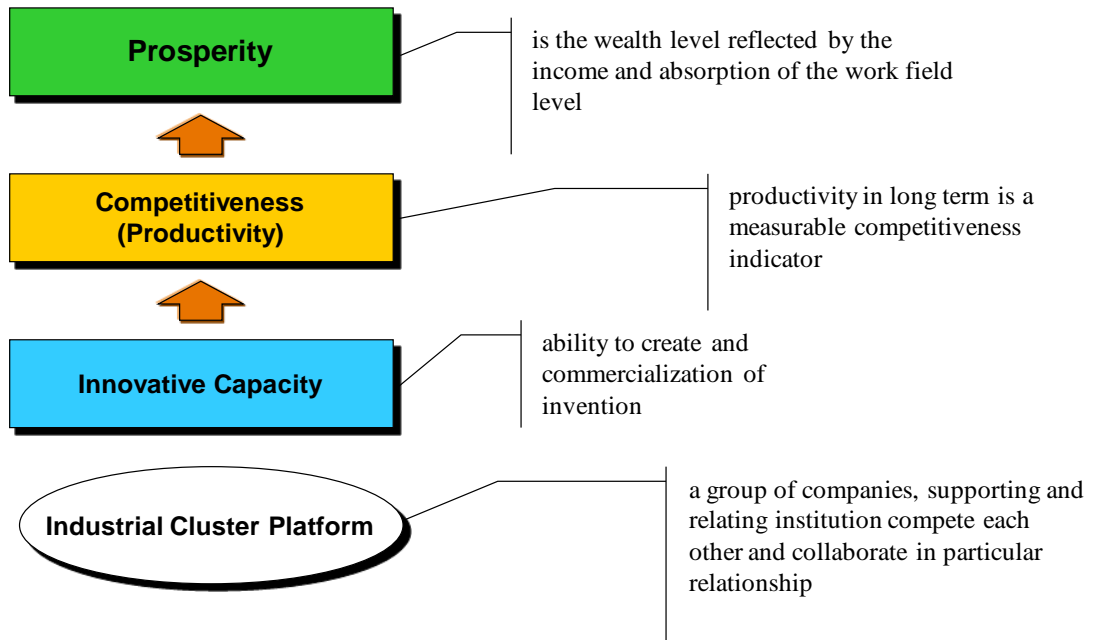 Prosperity
is the wealth level reflected by the
income and absorption of the work field
level
Competitiveness
(Productivity)
productivity in long term is a
measurable competitiveness
indicator
Innovative Capacity
ability to create and
commercialization of
invention
Industrial Cluster Platform
a group of companies, supporting and
relating institution compete each
other and collaborate in particular
relationship